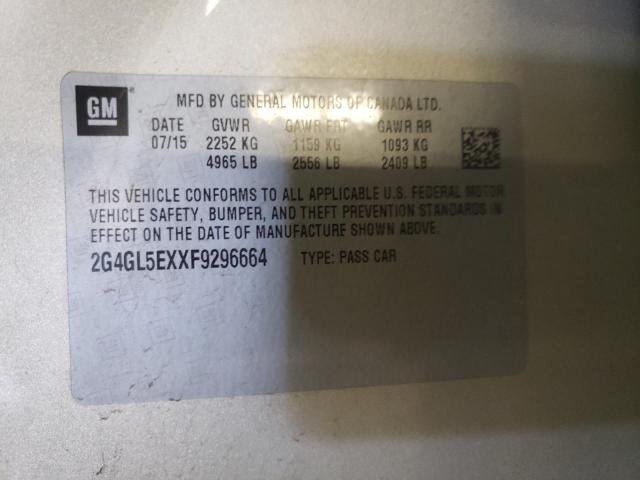 GM
MFD BY GENERAL MOTORS OF CANADA LTD.
DATE GVWR GAWR FRT GAWR RR
07/15 2252 KG 1159 KG 1093 KG
4965 LB 2556 LB 2409 LB
THIS VEHICLE CONFORMS TO ALL APPLICABLE U.S. FEDERAL MOTOR
VEHICLE SAFETY, BUMPER, AND THEFT PREVENTION STANDARDS IN
EFFECT ON THE DATE OF MANUFACTURE SHOWN ABOVE.
2G4GL5EXXF9296664 TYPE: PASS CAR